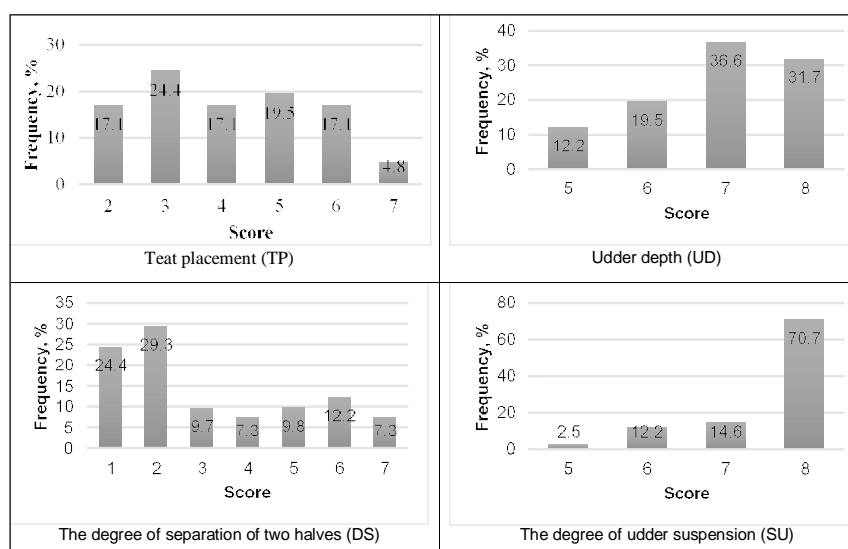 30
20
10
0
Frequency, %
17.1
24.4
17.1
19.5
17.1
4.8
2 3 4 5 6 7
Score
Teat placement (TP)
40
30
20
10
0
Frequency, %
12.2
19.5
36.6
31.7
5 6 7 8
Score
Udder depth (UD)
35
30
25
20
15
10
5
0
Frequency, %
24.4
29.3
9.7
7.3
9.8
12.2
7.3
1 2 3 4 5 6 7
Score
The degree of separation of two halves (DS)
80
60
40
20
0
Frequency, %
2.5
12.2
14.6
70.7
5 6 7 8
Score
The degree of udder suspension (SU)